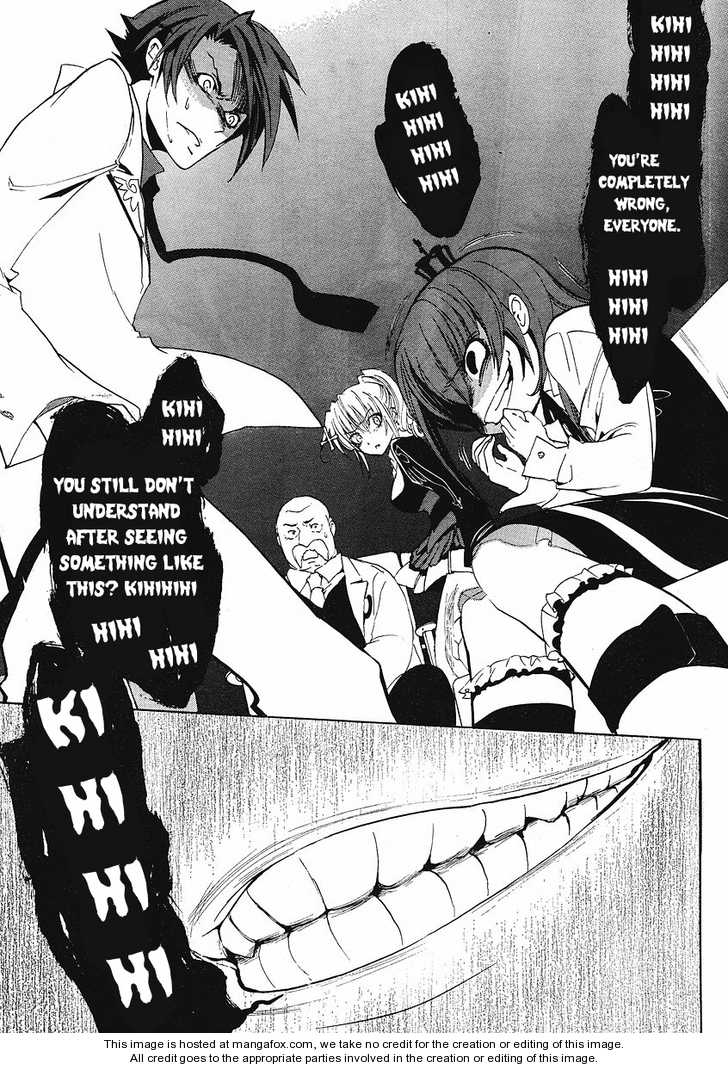 KIHI
HIHI
HIHI
HIHI
YOU'RE
COMPLETELY
WRONG,
EVERYONE.
HIHI
HIHI
HIHI
KIHI
HIHI
HIHI
HIHI
KIHI
HIHI
YOU STILL DON'T
UNDERSTAND
AFTER SEEING
SOMETHING LIKE
THIS? KIHIHIHI
HIHI
HIHI
KI
HI
HI
HI
This image is hosted at mangafox.com, we take no credit for the creation or editing of this image.
All credit goes to the appropriate parties involved in the creation or editing of this image.